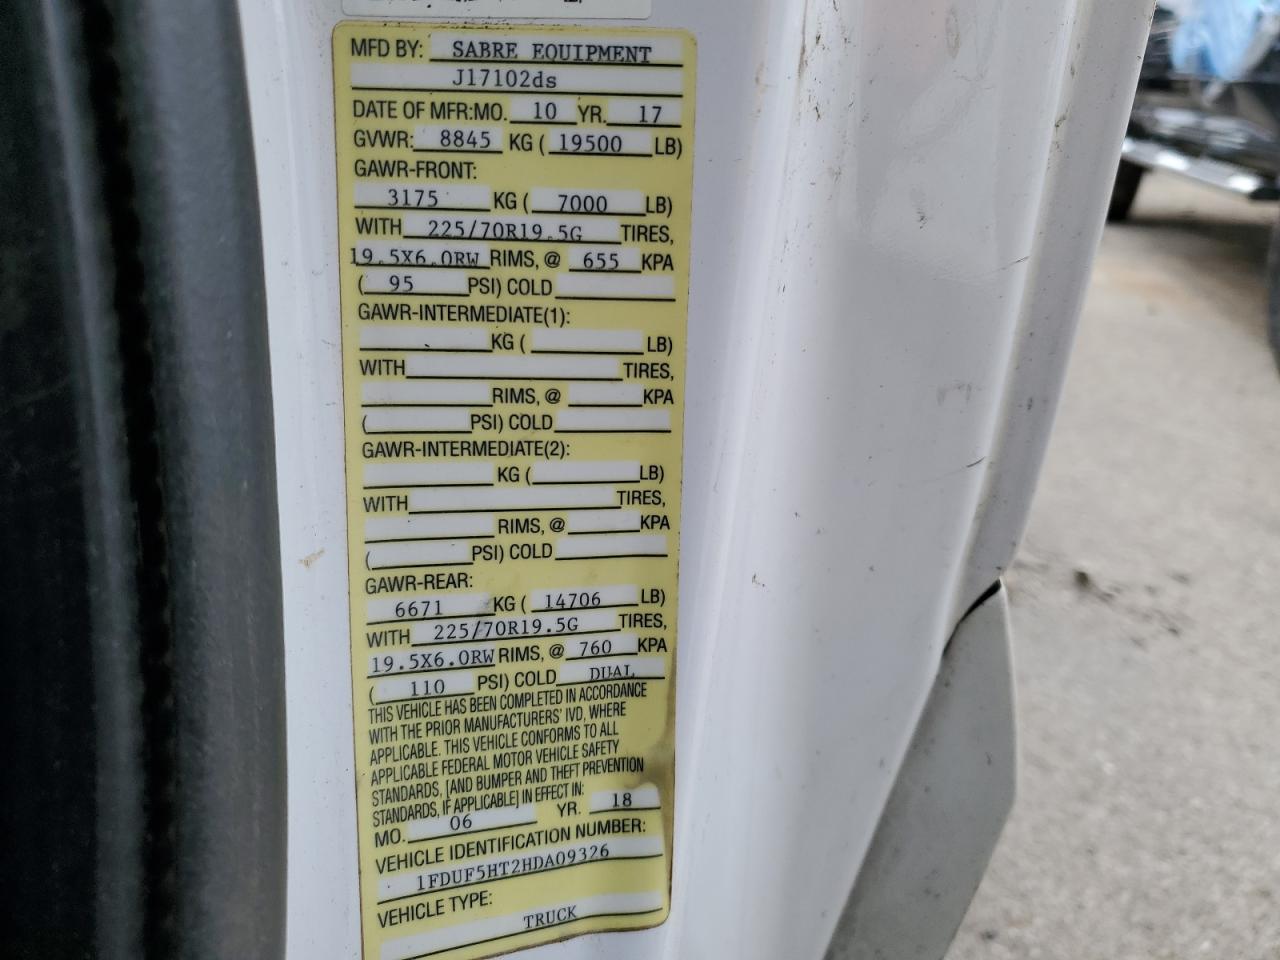 MFD BY: SABRE EQUIPMENT
J17102ds
DATE OF MFR:MO. 10 YR. 17
GVWR: 8845 KG ( 19500 LB)
GAWR-FRONT:
3175 KG ( 7000 LB)
WITH 225/70R19.5G TIRES,
19.5X6.0RW RIMS, @ 655 KPA
( 95 PSI) COLD
GAWR-INTERMEDIATE(1):
KG ( LB)
WITH TIRES,
RIMS, @ KPA
( PSI) COLD
GAWR-INTERMEDIATE(2):
KG ( LB)
WITH TIRES,
RIMS, @ KPA
( PSI) COLD
GAWR-REAR:
6671 KG ( 14706 LB)
WITH 225/70R19.5G TIRES,
19.5X6.0RW RIMS, @ 760 KPA
( 110 PSI) COLD DUAL
THIS VEHICLE HAS BEEN COMPLETED IN ACCORDANCE
WITH THE PRIOR MANUFACTURERS' IVD, WHERE
APPLICABLE. THIS VEHICLE CONFORMS TO ALL
APPLICABLE FEDERAL MOTOR VEHICLE SAFETY
STANDARDS, [AND BUMPER AND THEFT PREVENTION
STANDARDS, IF APPLICABLE] IN EFFECT IN:
MO. 06 YR. 18
VEHICLE IDENTIFICATION NUMBER:
1FDUF5HT2HDA09326
VEHICLE TYPE:
TRUCK